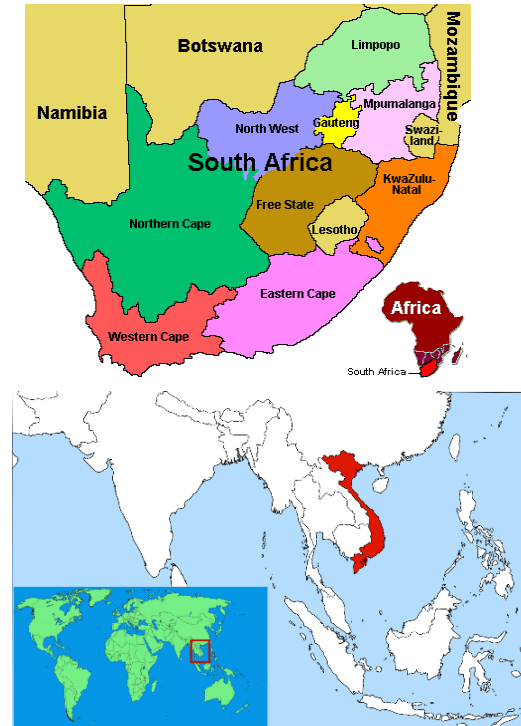 Botswana
Limpopo
Mozambique
Namibia
Mpumalanga
Gauteng
North West
Swazi-
land
South Africa
KwaZulu-
Natal
Free State
Northern Cape
Lesotho
Eastern Cape
Western Cape
Africa
South Africa